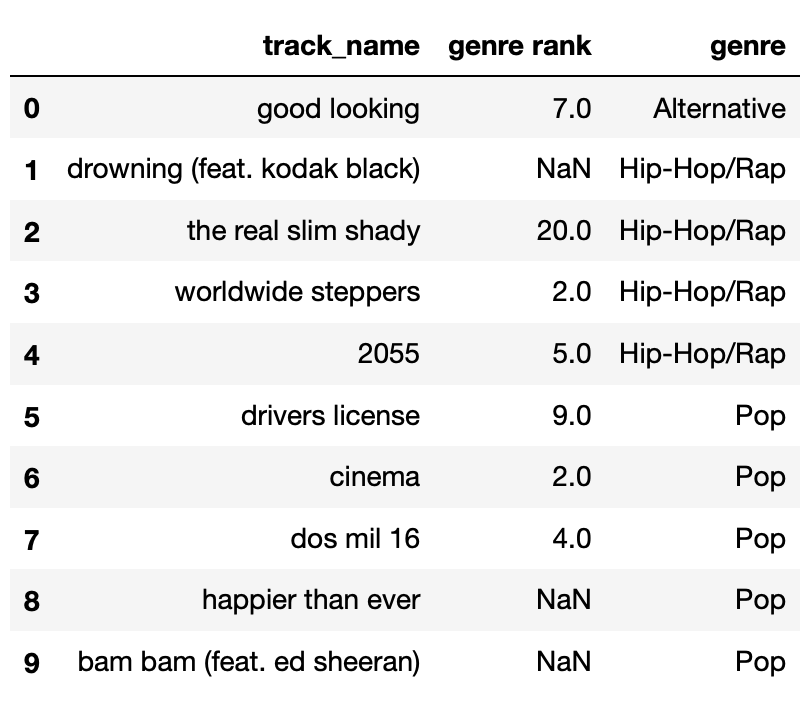 track_name genre rank genre
0 good looking 7.0 Alternative
1 drowning (feat. kodak black) NaN Hip-Hop/Rap
2 the real slim shady 20.0 Hip-Hop/Rap
3 worldwide steppers 2.0 Hip-Hop/Rap
4 2055 5.0 Hip-Hop/Rap
5 drivers license 9.0 Pop
6 cinema 2.0 Pop
7 dos mil 16 4.0 Pop
8 happier than ever NaN Pop
9 bam bam (feat. ed sheeran) NaN Pop